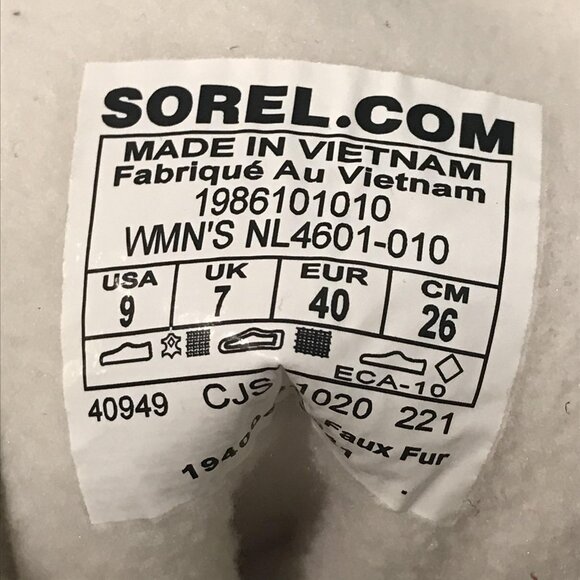 SOREL.COM
MADE IN VIETNAM
Fabriqué Au Vietnam
1986101010
WMN'S NL4601-010
USA UK EUR CM
9 7 40 26
ECA-10
40949 CJS 1020 221
Faux Fur